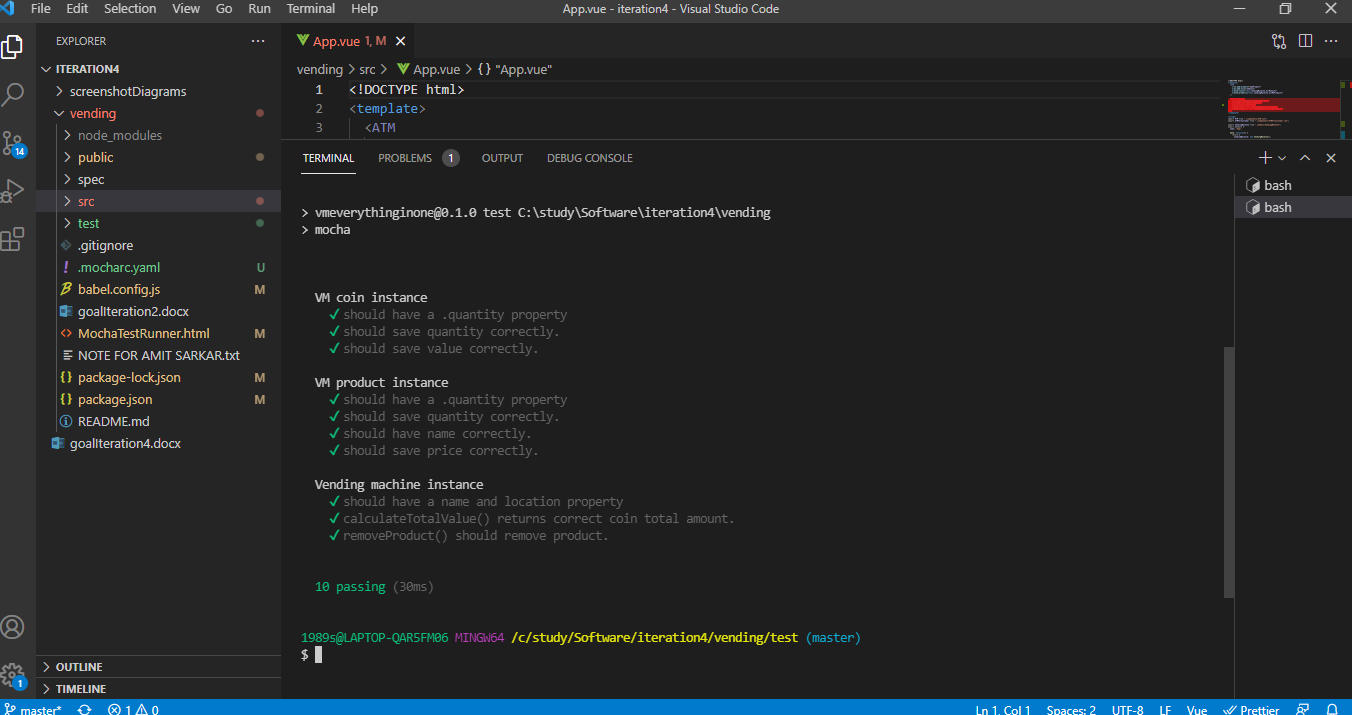 File Edit Selection View Go Run Terminal Help App.vue - iteration4 - Visual Studio Code
EXPLORER ...
App.vue 1, M
ITERATION4
vending > src > App.vue > {} "App.vue"
screenshotDiagrams
1 <!DOCTYPE html>
vending
2 <template>
node_modules
3 <ATM
public
TERMINAL PROBLEMS 1 OUTPUT DEBUG CONSOLE
spec
src
test
.gitignore
! .mocharc.yaml U
babel.config.js M
goalIteration2.docx
<> MochaTestRunner.html M
NOTE FOR AMIT SARKAR.txt
{} package-lock.json M
{} package.json M
README.md
goalIteration4.docx
OUTLINE
TIMELINE
14
1
bash
bash
> vmeverythinginone@0.1.0 test C:\study\Software\iteration4\vending
> mocha
VM coin instance
✓ should have a .quantity property
✓ should save quantity correctly.
✓ should save value correctly.
VM product instance
✓ should have a .quantity property
✓ should save quantity correctly.
✓ should have name correctly.
✓ should save price correctly.
Vending machine instance
✓ should have a name and location property
✓ calculateTotalValue() returns correct coin total amount.
✓ removeProduct() should remove product.
10 passing (30ms)
1989s@LAPTOP-QAR5FM06 MINGW64 /c/study/Software/iteration4/vending/test (master)
$
master* 1 0 Ln 1, Col 1 Spaces: 2 UTF-8 LF Vue Prettier